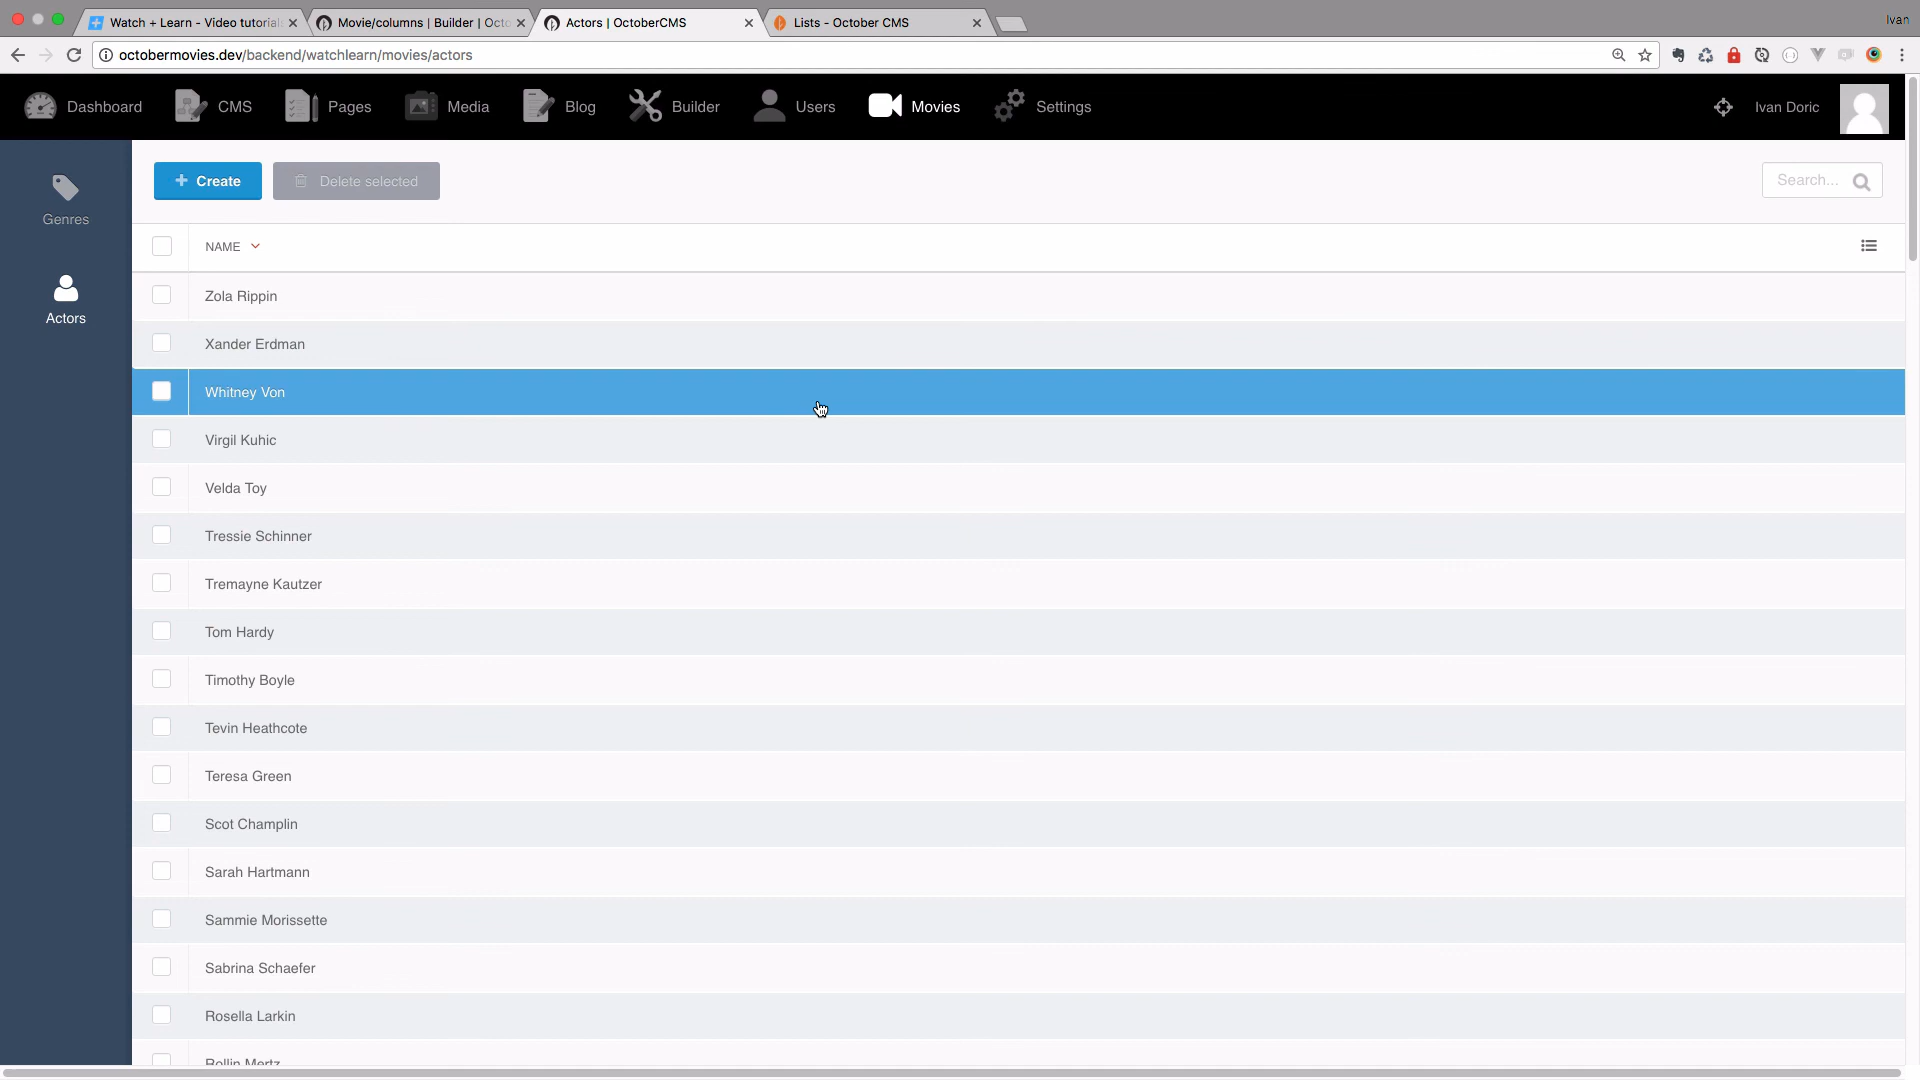 Ivan
Watch + Learn - Video tutorial
Movie/columns | Builder | Octo
Actors | OctoberCMS
Lists - October CMS
octobermovies.dev/backend/watchlearn/movies/actors
Dashboard
CMS
Pages
Media
Blog
Builder
Users
Movies
Settings
Ivan Doric
Genres
Actors
+ Create
Delete selected
Search...
NAME
Zola Rippin
Xander Erdman
Whitney Von
Virgil Kuhic
Velda Toy
Tressie Schinner
Tremayne Kautzer
Tom Hardy
Timothy Boyle
Tevin Heathcote
Teresa Green
Scot Champlin
Sarah Hartmann
Sammie Morissette
Sabrina Schaefer
Rosella Larkin
Rollin Mertz